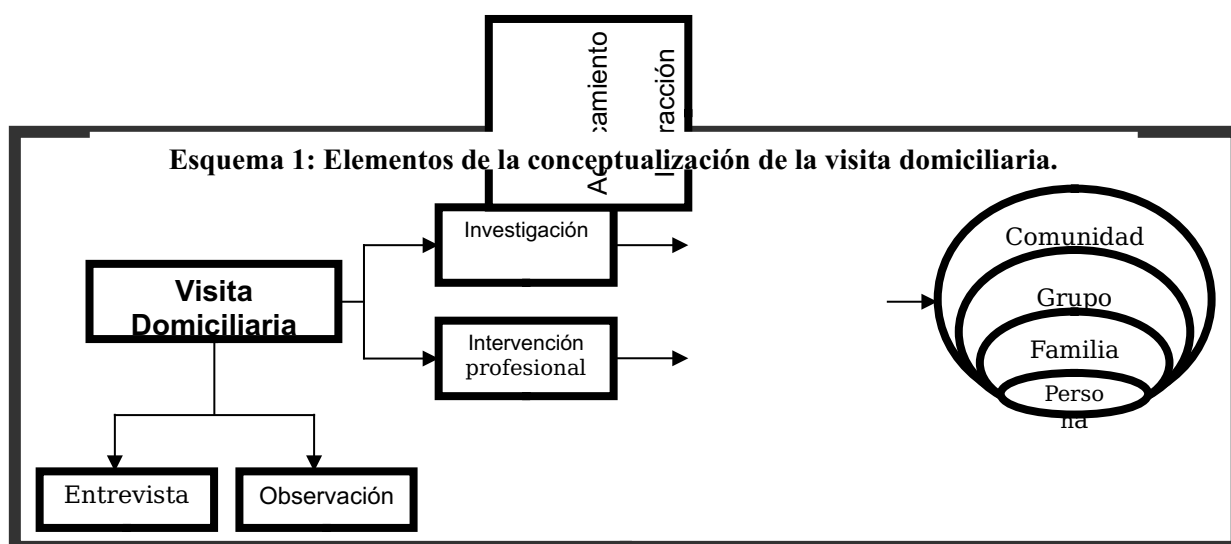 Esquema 1: Elementos de la conceptualización de la visita domiciliaria.
Investigación
Comunidad
Visita
Domiciliaria
Grupo
Intervención
profesional
Familia
Perso
na
Entrevista
Observación